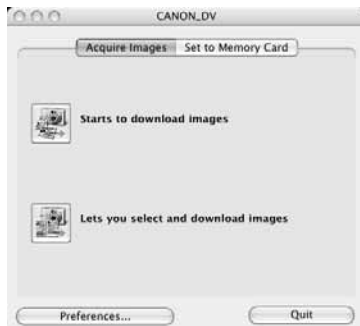 CANON_DV
Acquire Images Set to Memory Card
Starts to download images
Lets you select and download images
Preferences... Quit